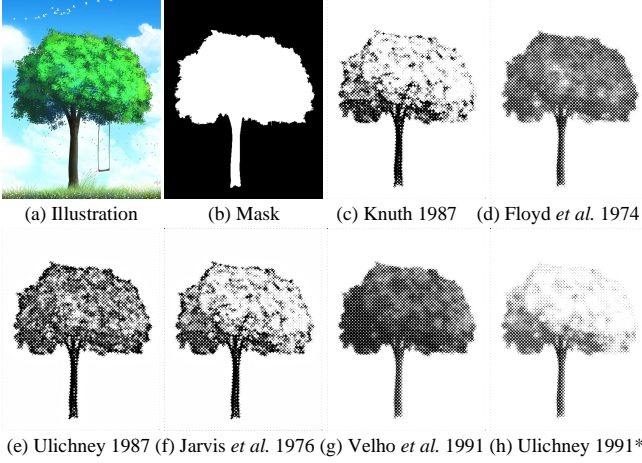 (a) Illustration (b) Mask (c) Knuth 1987 (d) Floyd et al. 1974
(e) Ulichney 1987 (f) Jarvis et al. 1976 (g) Velho et al. 1991 (h) Ulichney 1991*